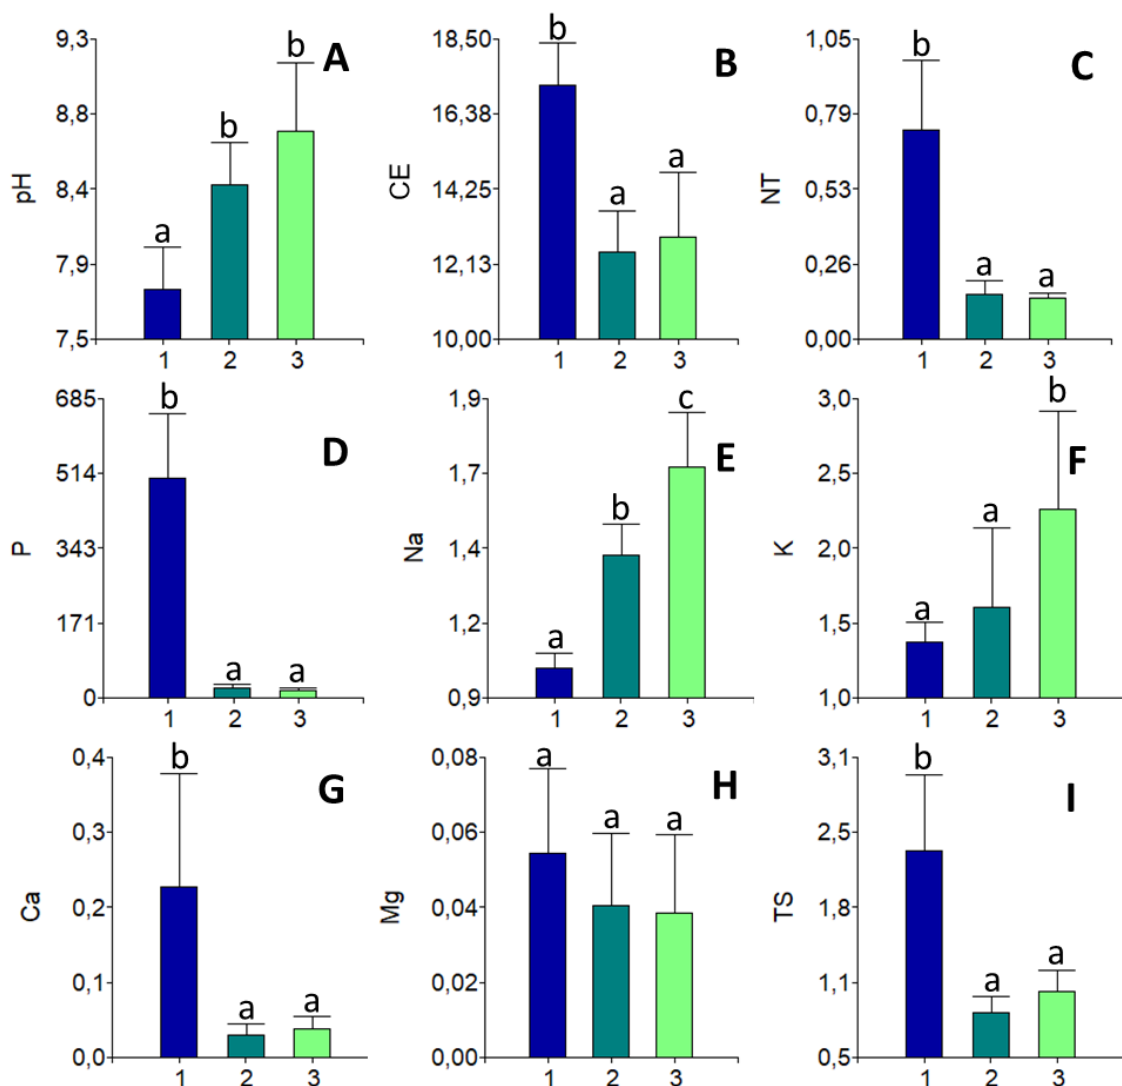 A
pH
9,3
8,8
8,4
7,9
7,5
a
b
b
1 2 3
B
CE
18,50
16,38
14,25
12,13
10,00
b
a
a
1 2 3
C
NT
1,05
0,79
0,53
0,26
0,00
b
a
a
1 2 3
D
P
685
514
343
171
0
b
a
a
1 2 3
E
Na
1,9
1,7
1,4
1,2
0,9
a
b
c
1 2 3
F
K
3,0
2,5
2,0
1,5
1,0
a
a
b
1 2 3
G
Ca
0,4
0,3
0,2
0,1
0,0
b
a
a
1 2 3
H
Mg
0,08
0,06
0,04
0,02
0,00
a
a
a
1 2 3
I
TS
3,1
2,5
1,8
1,1
0,5
b
a
a
1 2 3